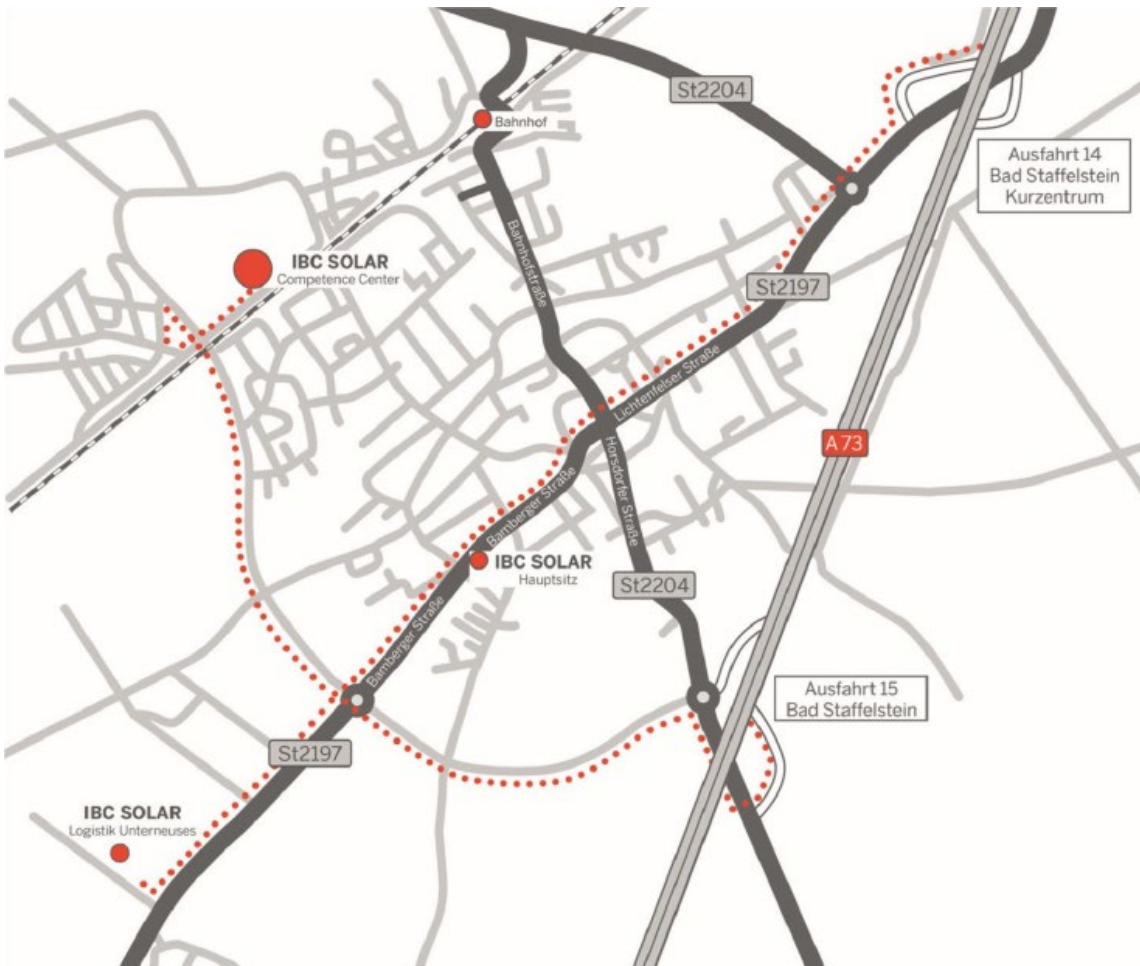 St2204
Bahnhof
Ausfahrt 14
Bad Staffelstein
Kurzentrum
IBC SOLAR
Competence Center
Bahnhofstraße
St2197
Lichtenfelser Straße
A 73
Horsdorfer Straße
Bamberger Straße
IBC SOLAR
Hauptsitz
St2204
Bamberger Straße
Ausfahrt 15
Bad Staffelstein
St2197
IBC SOLAR
Logistik Unterneuses